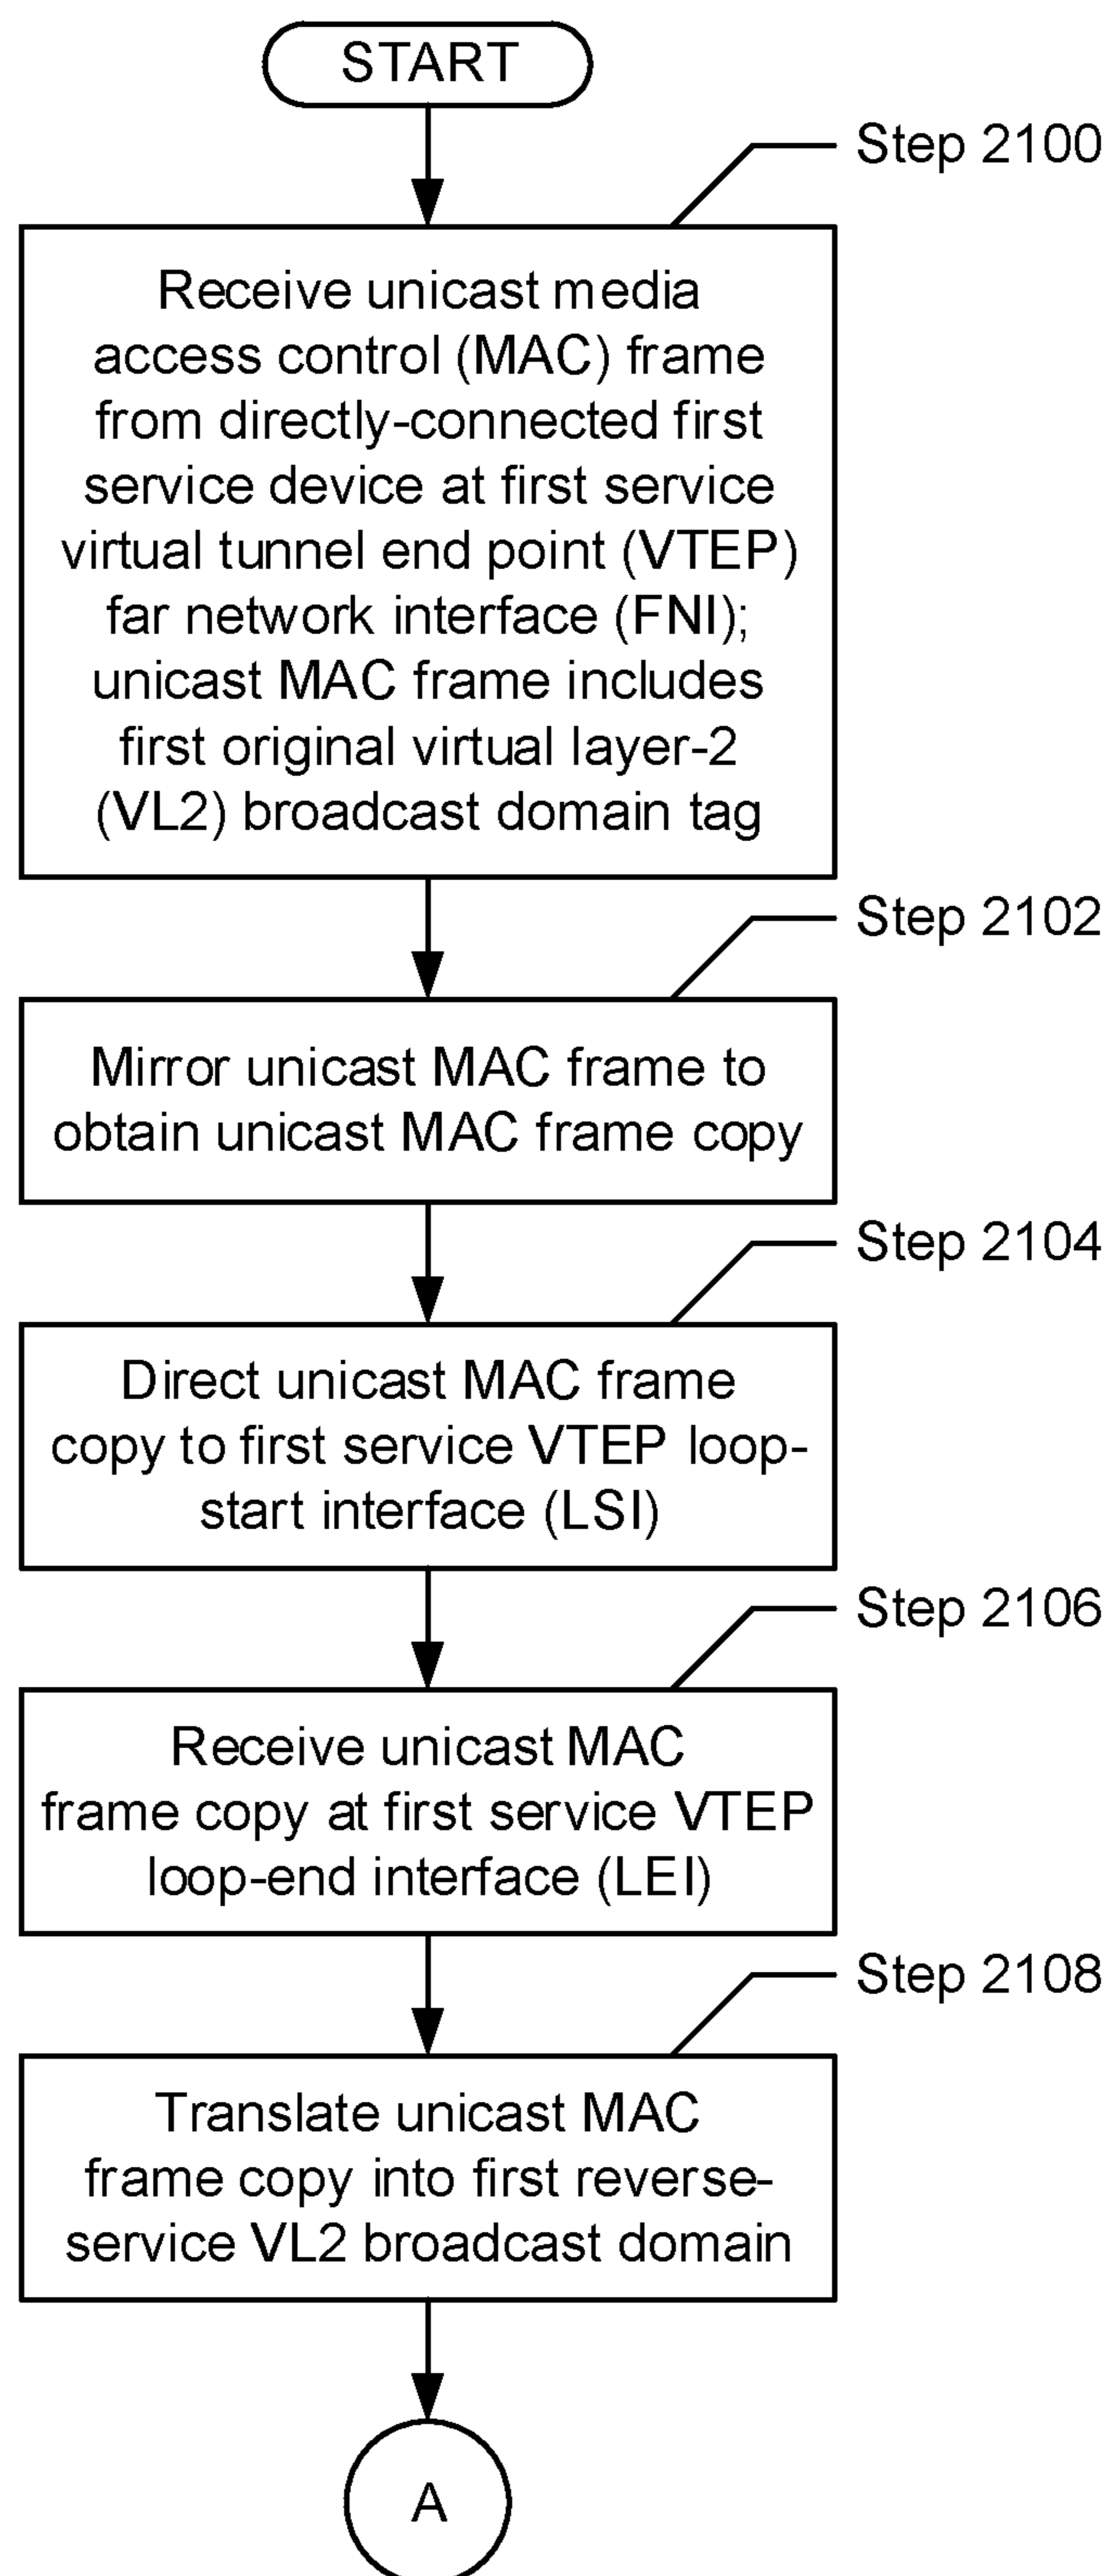 START
Step 2100
Receive unicast media
access control (MAC) frame
from directly-connected first
service device at first service
virtual tunnel end point (VTEP)
far network interface (FNI);
unicast MAC frame includes
first original virtual layer-2
(VL2) broadcast domain tag
Step 2102
Mirror unicast MAC frame to
obtain unicast MAC frame copy
Step 2104
Direct unicast MAC frame
copy to first service VTEP loop-
start interface (LSI)
Step 2106
Receive unicast MAC
frame copy at first service VTEP
loop-end interface (LEI)
Step 2108
Translate unicast MAC
frame copy into first reverse-
service VL2 broadcast domain
A